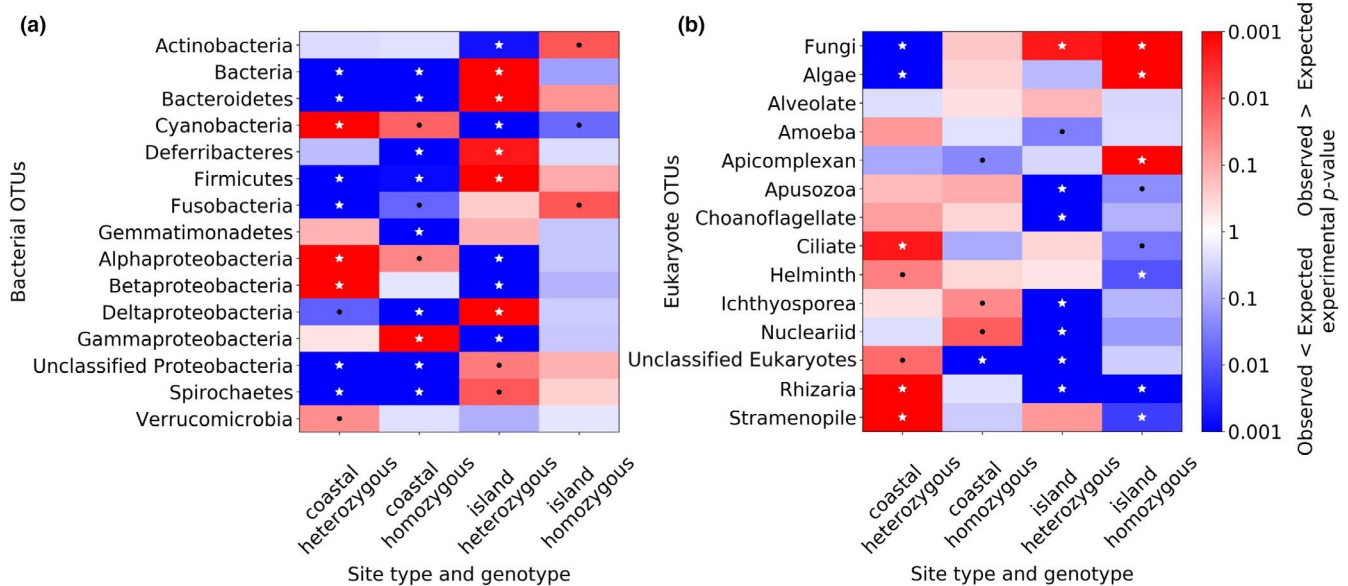 (a)
Bacterial OTUs
Actinobacteria
Bacteria
Bacteroidetes
Cyanobacteria
Deferribacteres
Firmicutes
Fusobacteria
Gemmatimonadetes
Alphaproteobacteria
Betaproteobacteria
Deltaproteobacteria
Gammaproteobacteria
Unclassified Proteobacteria
Spirochaetes
Verrucomicrobia
coastal
heterozygous
coastal
homozygous
island
heterozygous
island
homozygous
Site type and genotype
(b)
Eukaryote OTUs
Fungi
Algae
Alveolate
Amoeba
Apicomplexan
Apusozoa
Choanoflagellate
Ciliate
Helminth
Ichthyosporea
Nucleariid
Unclassified Eukaryotes
Rhizaria
Stramenopile
coastal
heterozygous
coastal
homozygous
island
heterozygous
island
homozygous
Site type and genotype
0.001
0.01
0.1
1
0.1
0.01
0.001
Observed < Expected Observed > Expected
experimental p-value